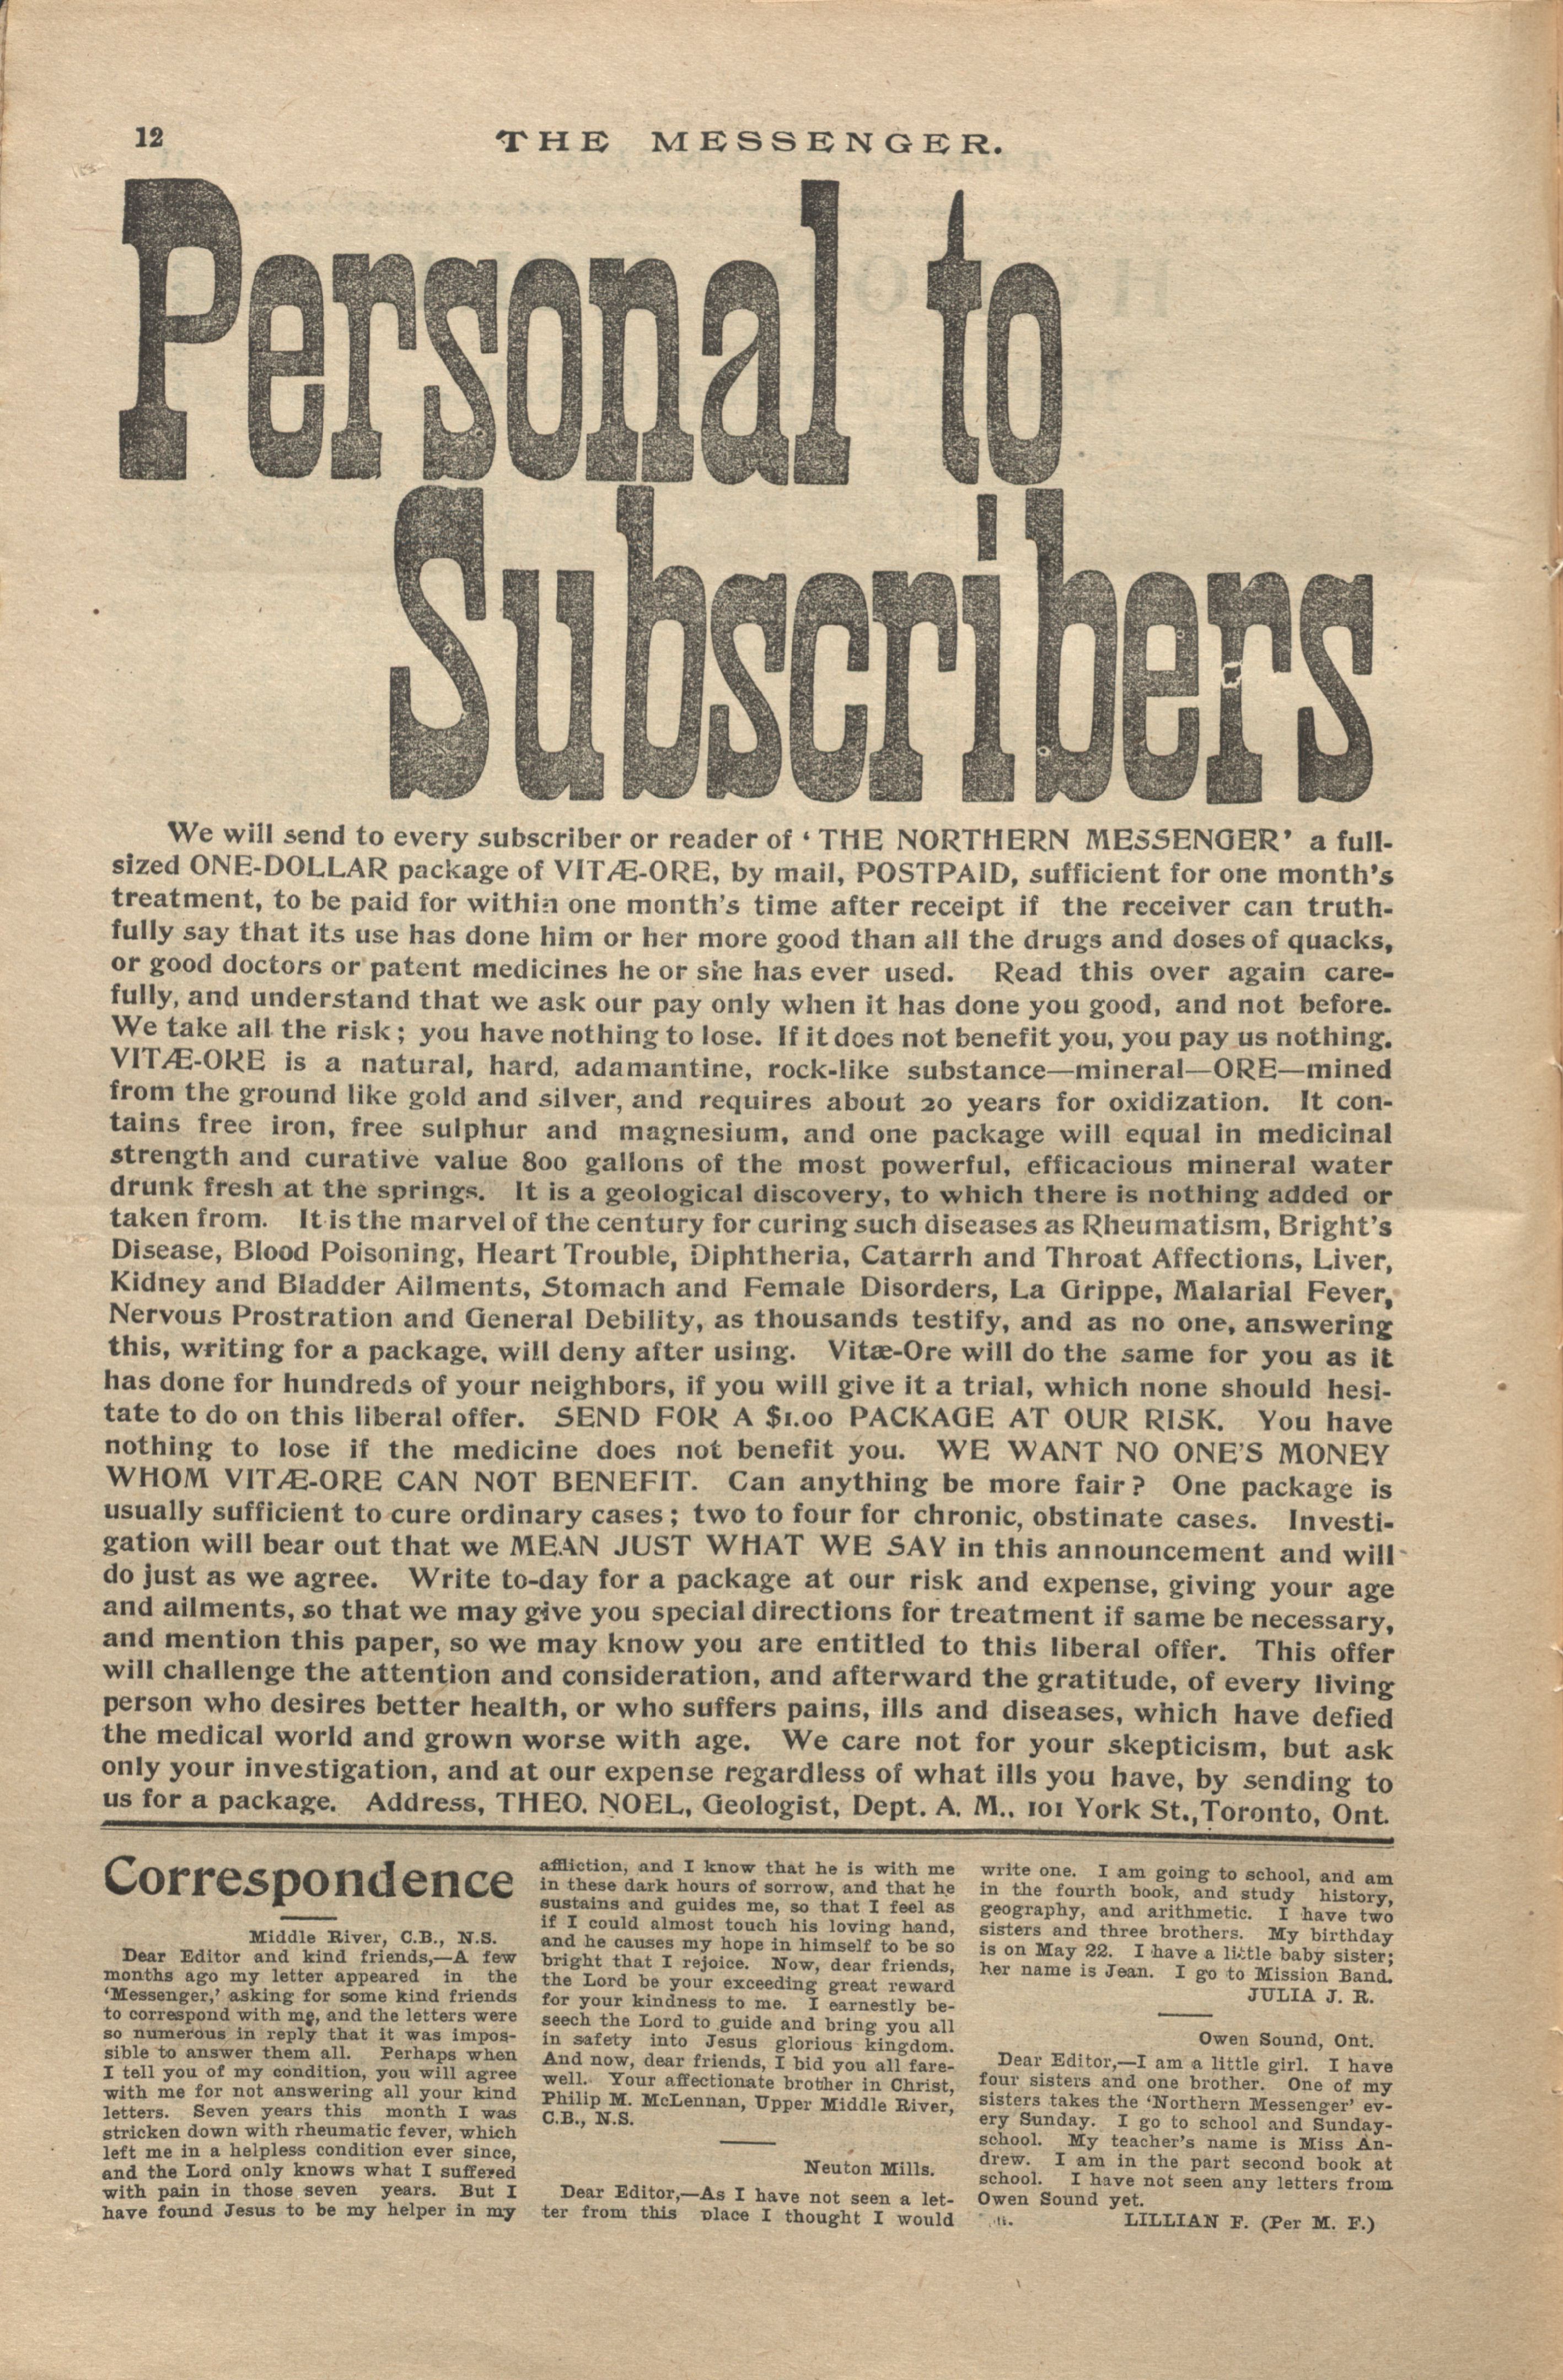 12
THE MESSENGER.
Personal to
Subscribers
We will send to every subscriber or reader of ‘ THE NORTHERN MESSENGER’ a full-
sized ONE-DOLLAR package of VITÆ-ORE, by mail, POSTPAID, sufficient for one month’s
treatment, to be paid for within one month’s time after receipt if the receiver can truth-
fully say that its use has done him or her more good than all the drugs and doses of quacks,
or good doctors or patent medicines he or she has ever used. Read this over again care-
fully, and understand that we ask our pay only when it has done you good, and not before.
We take all the risk ; you have nothing to lose. If it does not benefit you, you pay us nothing.
VITÆ-ORE is a natural, hard, adamantine, rock-like substance—mineral—ORE—mined
from the ground like gold and silver, and requires about 20 years for oxidization. It con-
tains free iron, free sulphur and magnesium, and one package will equal in medicinal
strength and curative value 800 gallons of the most powerful, efficacious mineral water
drunk fresh at the springs. It is a geological discovery, to which there is nothing added or
taken from. It is the marvel of the century for curing such diseases as Rheumatism, Bright’s
Disease, Blood Poisoning, Heart Trouble, Diphtheria, Catarrh and Throat Affections, Liver,
Kidney and Bladder Ailments, Stomach and Female Disorders, La Grippe, Malarial Fever,
Nervous Prostration and General Debility, as thousands testify, and as no one, answering
this, writing for a package, will deny after using. Vitæ-Ore will do the same for you as it
has done for hundreds of your neighbors, if you will give it a trial, which none should hesi-
tate to do on this liberal offer. SEND FOR A $1.00 PACKAGE AT OUR RISK. You have
nothing to lose if the medicine does not benefit you. WE WANT NO ONE’S MONEY
WHOM VITÆ-ORE CAN NOT BENEFIT. Can anything be more fair ? One package is
usually sufficient to cure ordinary cases ; two to four for chronic, obstinate cases. Investi-
gation will bear out that we MEAN JUST WHAT WE SAY in this announcement and will
do just as we agree. Write to-day for a package at our risk and expense, giving your age
and ailments, so that we may give you special directions for treatment if same be necessary,
and mention this paper, so we may know you are entitled to this liberal offer. This offer
will challenge the attention and consideration, and afterward the gratitude, of every living
person who desires better health, or who suffers pains, ills and diseases, which have defied
the medical world and grown worse with age. We care not for your skepticism, but ask
only your investigation, and at our expense regardless of what ills you have, by sending to
us for a package. Address, THEO. NOEL, Geologist, Dept. A. M.. 101 York St., Toronto, Ont.
Correspondence
Middle River, C.B., N.S.
Dear Editor and kind friends,—A few
months ago my letter appeared in the
‘Messenger,’ asking for some kind friends
to correspond with me, and the letters were
so numerous in reply that it was impos-
sible to answer them all. Perhaps when
I tell you of my condition, you will agree
with me for not answering all your kind
letters. Seven years this month I was
stricken down with rheumatic fever, which
left me in a helpless condition ever since,
and the Lord only knows what I suffered
with pain in those seven years. But I
have found Jesus to be my helper in my
affliction, and I know that he is with me
in these dark hours of sorrow, and that he
sustains and guides me, so that I feel as
if I could almost touch his loving hand,
and he causes my hope in himself to be so
bright that I rejoice. Now, dear friends,
the Lord be your exceeding great reward
for your kindness to me. I earnestly be-
seech the Lord to guide and bring you all
in safety into Jesus glorious kingdom.
And now, dear friends, I bid you all fare-
well. Your affectionate brother in Christ,
Philip M. McLennan, Upper Middle River,
C.B., N.S.
Neuton Mills.
Dear Editor,—As I have not seen a let-
ter from this place I thought I would
write one. I am going to school, and am
in the fourth book, and study history,
geography, and arithmetic. I have two
sisters and three brothers. My birthday
is on May 22. I have a little baby sister;
her name is Jean. I go to Mission Band.
JULIA J. R.
Owen Sound, Ont.
Dear Editor,—I am a little girl. I have
four sisters and one brother. One of my
sisters takes the ‘Northern Messenger’ ev-
ery Sunday. I go to school and Sunday-
school. My teacher’s name is Miss An-
drew. I am in the part second book at
school. I have not seen any letters from
Owen Sound yet.
LILLIAN F. (Per M. F.)